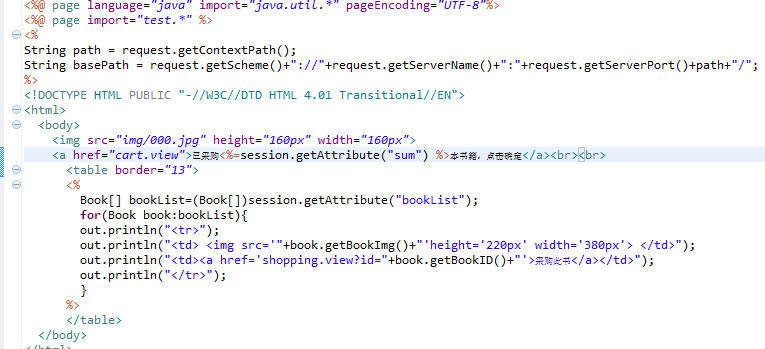 <%@ page language="java" import="java.util.*" pageEncoding="UTF-8"%>
<%@ page import="test.*" %>
<%
String path = request.getContextPath();
String basePath = request.getScheme()+"://"+request.getServerName()+":"+request.getServerPort()+path+"/";
%>
<!DOCTYPE HTML PUBLIC "-//W3C//DTD HTML 4.01 Transitional//EN">
<html>
<body>
<img src="img/000.jpg" height="160px" width="160px">
<a href="cart.view">已采购<%=session.getAttribute("sum") %>本书籍，点击确定</a><br><br>
<table border="13">
<%
Book[] bookList=(Book[])session.getAttribute("bookList");
for(Book book:bookList){
out.println("<tr>");
out.println("<td> <img src='"+book.getBookImg()+"'height='220px' width='380px'> </td>");
out.println("<td><a href='shopping.view?id="+book.getBookID()+"'>采购此书</a></td>");
out.println("</tr>");
}
%>
</table>
</body>
</html>